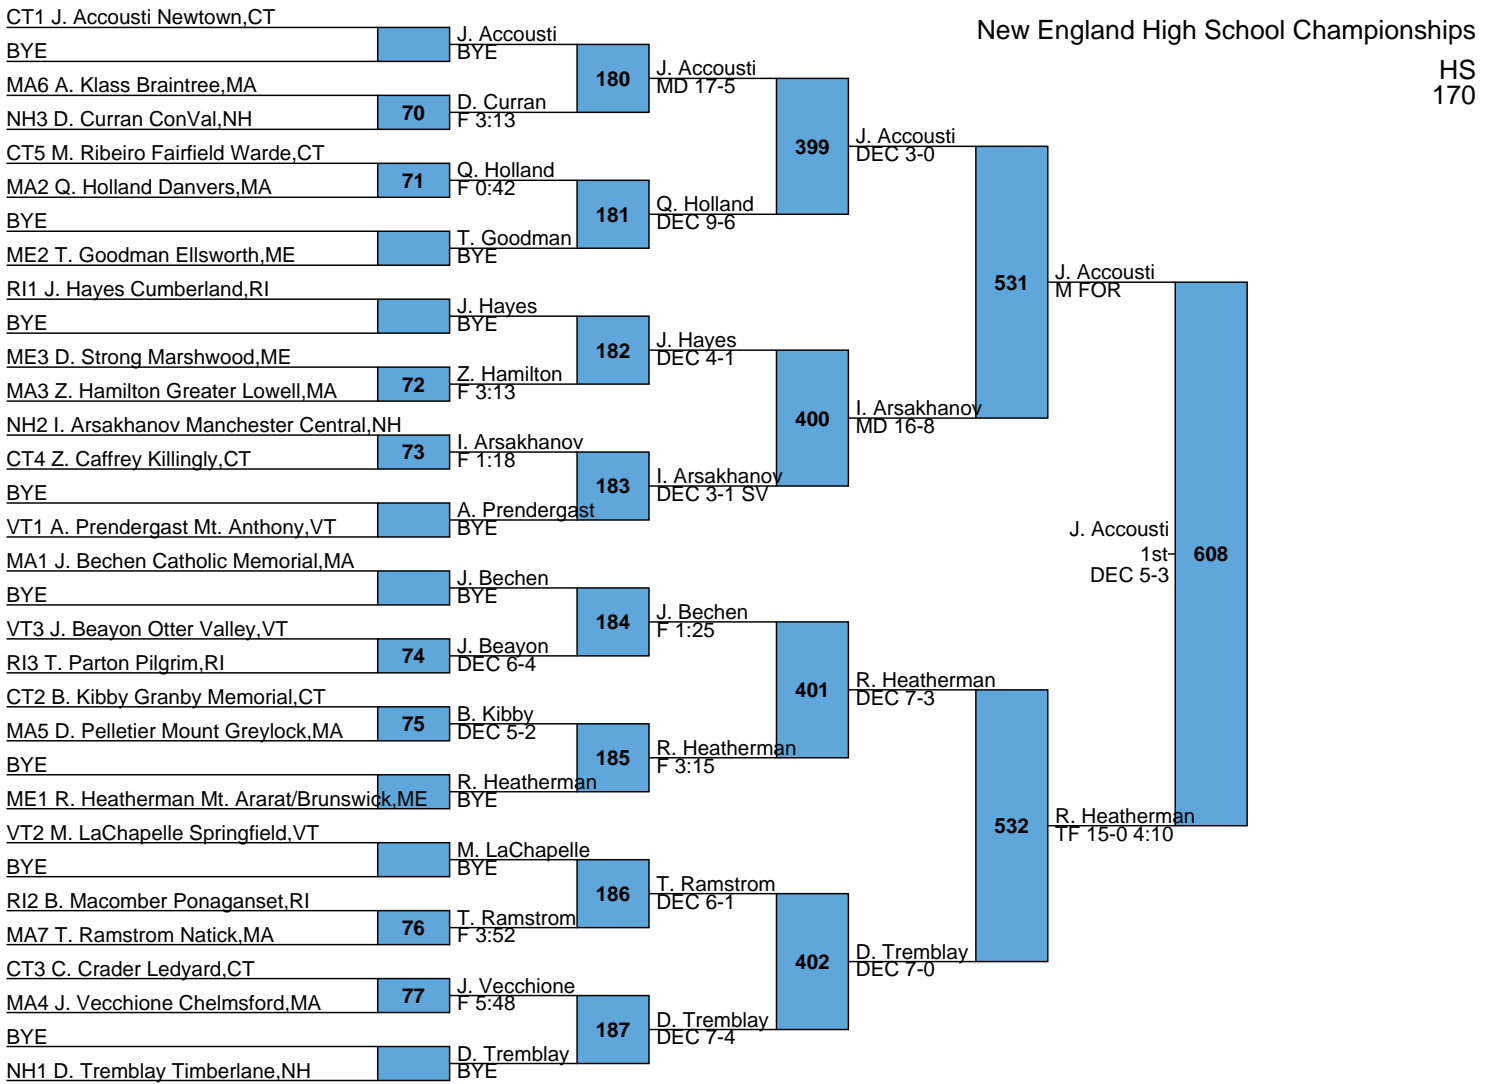 New England High School Championships
HS
170
CT1 J. Accousti Newtown,CT
BYE
MA6 A. Klass Braintree,MA
NH3 D. Curran ConVal,NH
CT5 M. Ribeiro Fairfield Warde,CT
MA2 Q. Holland Danvers,MA
BYE
ME2 T. Goodman Ellsworth,ME
RI1 J. Hayes Cumberland,RI
BYE
ME3 D. Strong Marshwood,ME
MA3 Z. Hamilton Greater Lowell,MA
NH2 I. Arsakhanov Manchester Central,NH
CT4 Z. Caffrey Killingly,CT
BYE
VT1 A. Prendergast Mt. Anthony,VT
MA1 J. Bechen Catholic Memorial,MA
BYE
VT3 J. Beayon Otter Valley,VT
RI3 T. Parton Pilgrim,RI
CT2 B. Kibby Granby Memorial,CT
MA5 D. Pelletier Mount Greylock,MA
BYE
ME1 R. Heatherman Mt. Ararat/Brunswick,ME
VT2 M. LaChapelle Springfield,VT
BYE
RI2 B. Macomber Ponaganset,RI
MA7 T. Ramstrom Natick,MA
CT3 C. Crader Ledyard,CT
MA4 J. Vecchione Chelmsford,MA
BYE
NH1 D. Tremblay Timberlane,NH
70
71
72
73
74
75
76
77
J. Accousti
BYE
D. Curran
F 3:13
Q. Holland
F 0:42
T. Goodman
BYE
J. Hayes
BYE
Z. Hamilton
F 3:13
I. Arsakhanov
F 1:18
A. Prendergast
BYE
J. Bechen
BYE
J. Beayon
DEC 6-4
B. Kibby
DEC 5-2
R. Heatherman
BYE
M. LaChapelle
BYE
T. Ramstrom
F 3:52
J. Vecchione
F 5:48
D. Tremblay
BYE
180
181
182
183
184
185
186
187
J. Accousti
MD 17-5
Q. Holland
DEC 9-6
J. Hayes
DEC 4-1
I. Arsakhanov
DEC 3-1 SV
J. Bechen
F 1:25
R. Heatherman
F 3:15
T. Ramstrom
DEC 6-1
D. Tremblay
DEC 7-4
399
400
401
402
J. Accousti
DEC 3-0
I. Arsakhanov
MD 16-8
R. Heatherman
DEC 7-3
D. Tremblay
DEC 7-0
531
532
J. Accousti
M FOR
R. Heatherman
TF 15-0 4:10
608
J. Accousti
1st
DEC 5-3